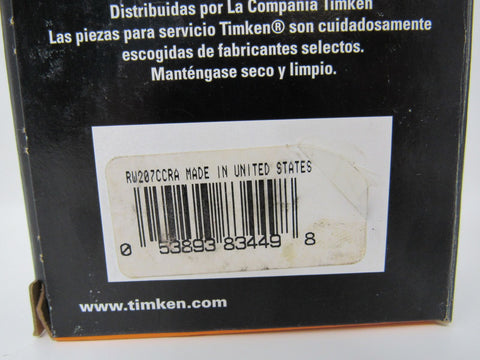 Distribuidas por La Compañía Timken
Las piezas para servicio Timken® son cuidadosamente
escogidas de fabricantes selectos.
Manténgase seco y limpio.
RW207CCRA MADE IN UNITED STATES
0 53893 83449 8
www.timken.com